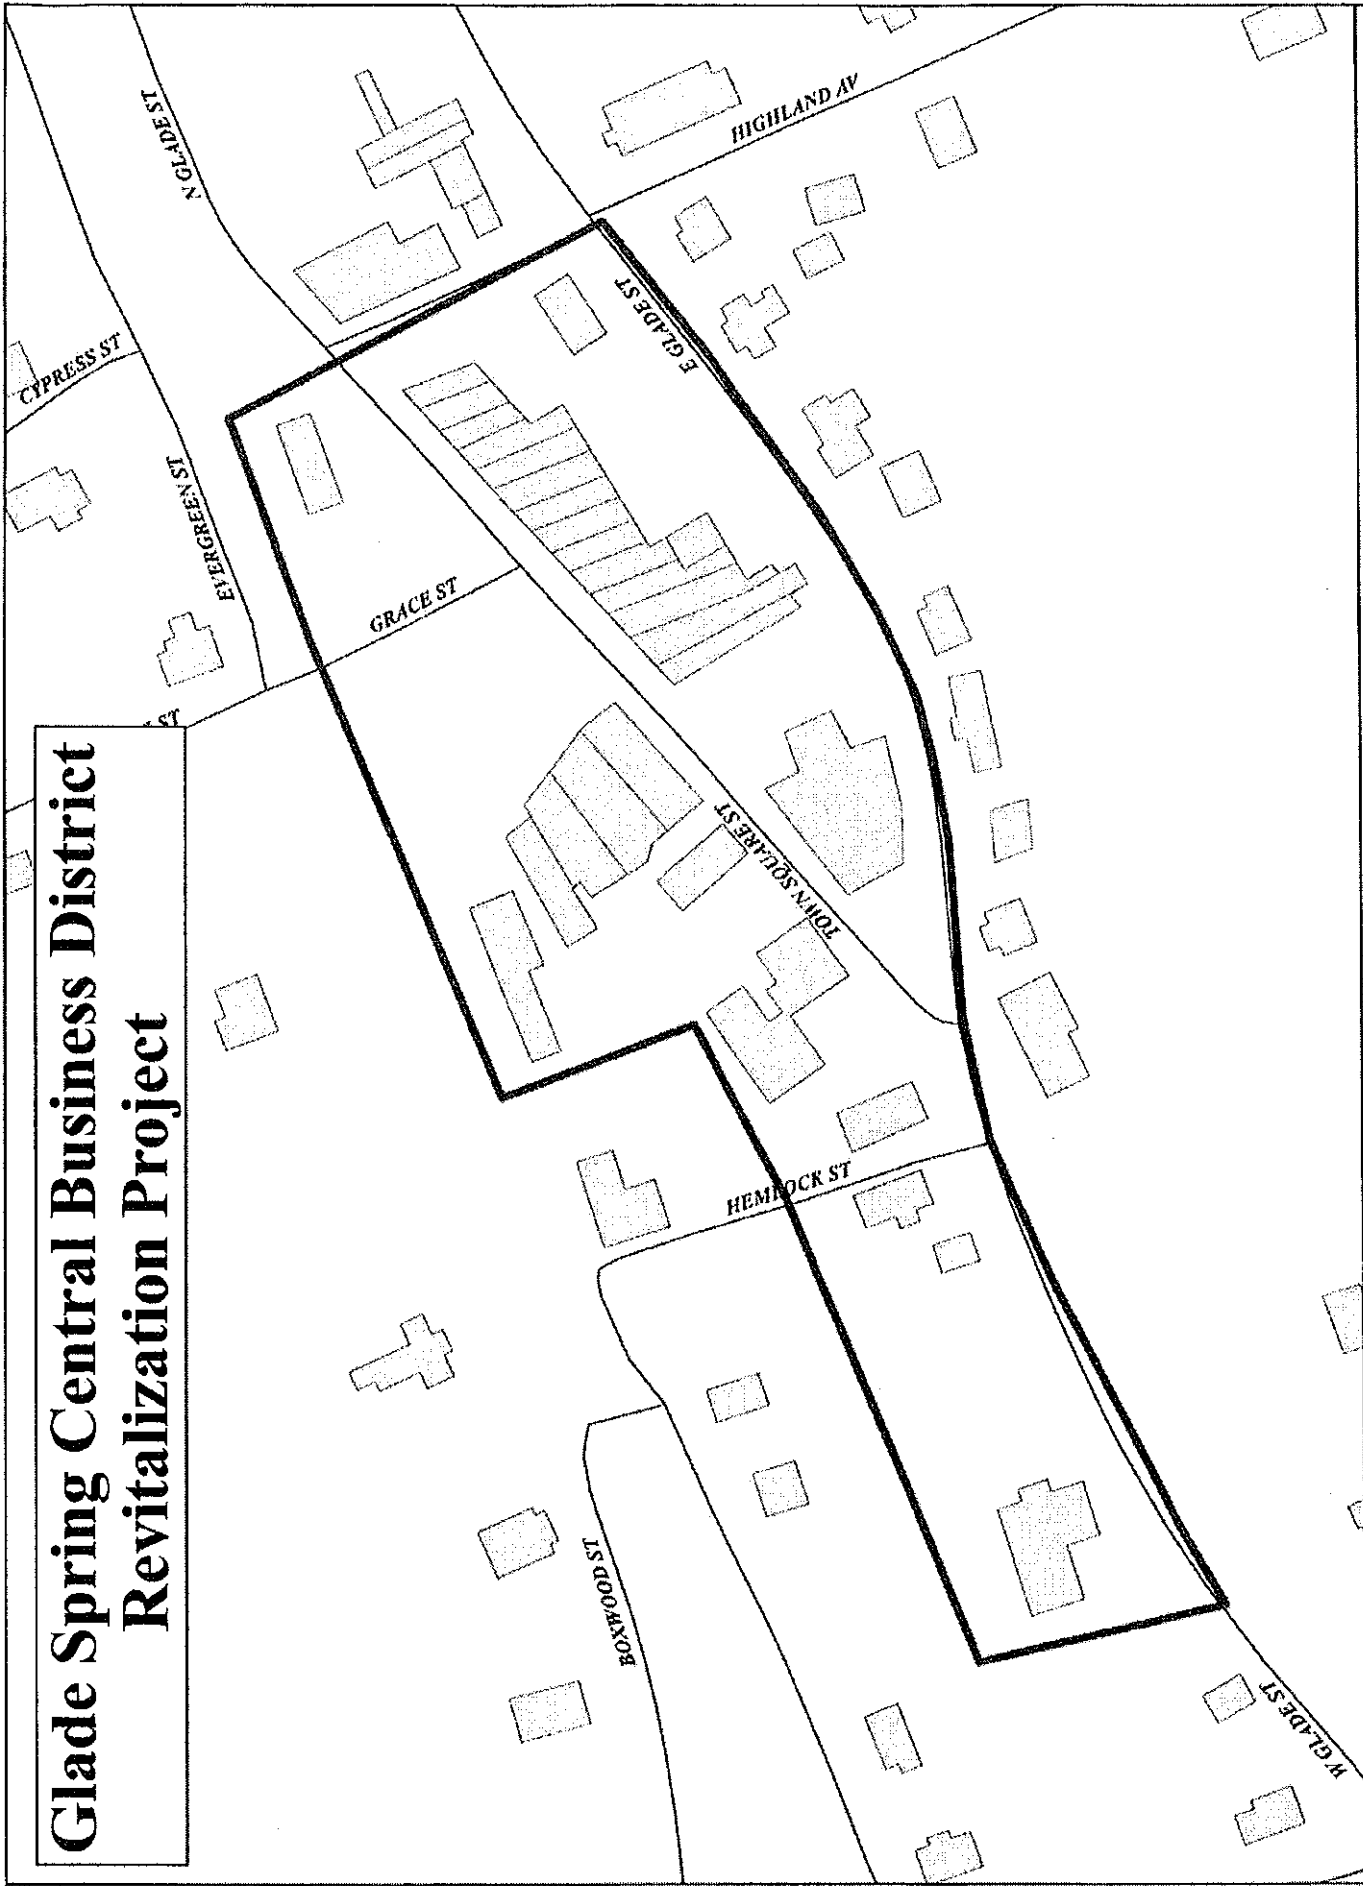 Glade Spring Central Business District
Revitalization Project
ST
CYPRESS ST
N GLADE ST
EVERGREEN ST
GRACE ST
HIGHLAND AV
E GLADE ST
TOWN SQUARE ST
HEMLOCK ST
BOXWOOD ST
W GLADE ST